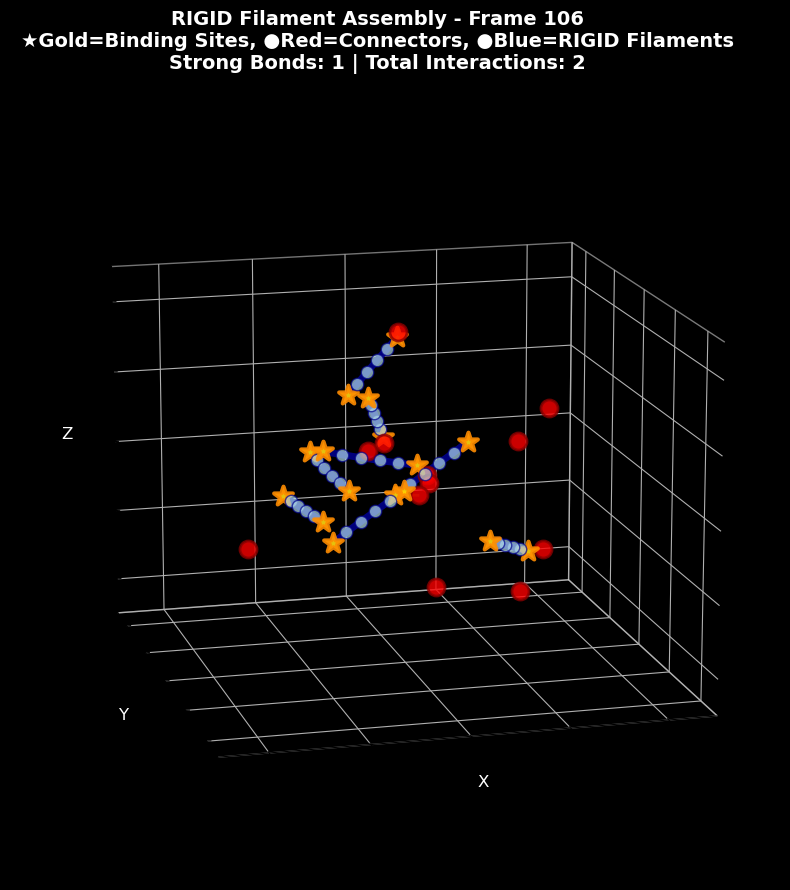 RIGID Filament Assembly - Frame 106
★Gold=Binding Sites, ●Red=Connectors, ●Blue=RIGID Filaments
Strong Bonds: 1 | Total Interactions: 2
Z
Y
X